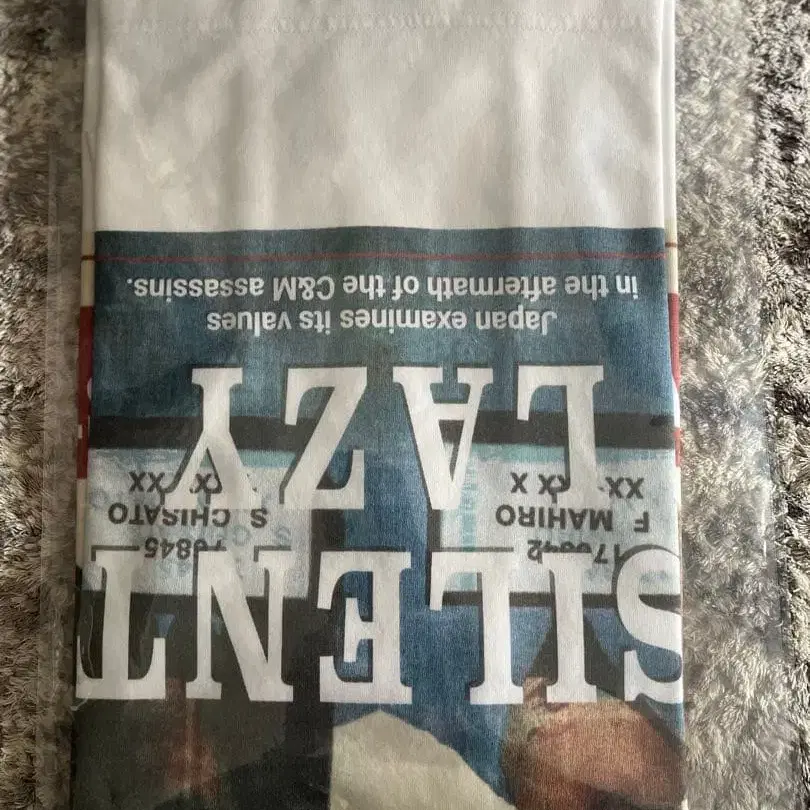 SILENT
F MAHIRO
S CHISATO
LAZY
Japan examines its values
in the aftermath of the C&M assassins.